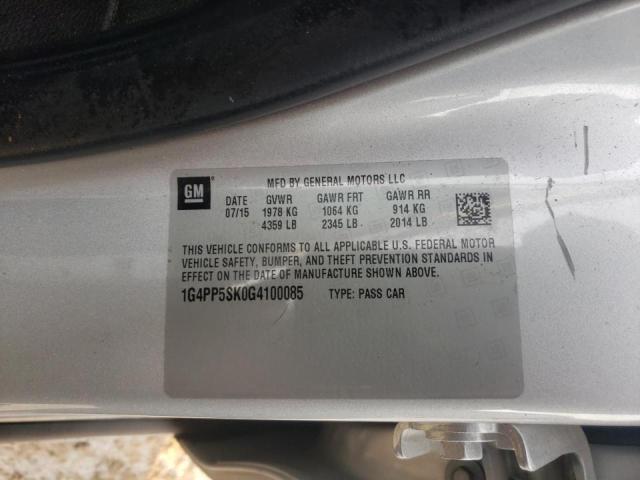 GM
MFD BY GENERAL MOTORS LLC
DATE GVWR GAWR FRT GAWR RR
07/15 1978 KG 1064 KG 914 KG
4359 LB 2345 LB 2014 LB
THIS VEHICLE CONFORMS TO ALL APPLICABLE U.S. FEDERAL MOTOR
VEHICLE SAFETY, BUMPER, AND THEFT PREVENTION STANDARDS IN
EFFECT ON THE DATE OF MANUFACTURE SHOWN ABOVE.
1G4PP5SK0G4100085 TYPE: PASS CAR